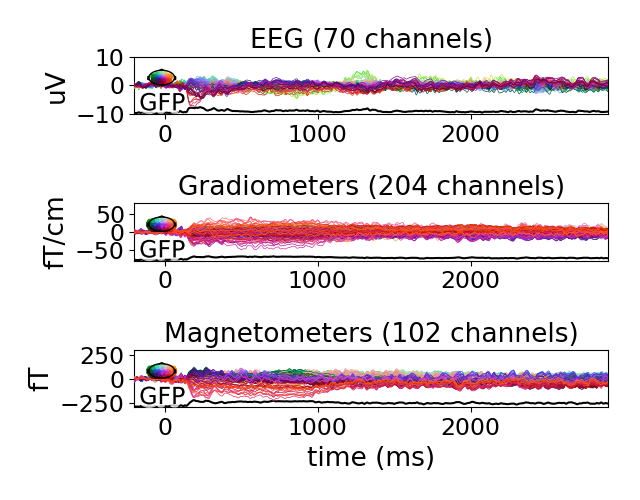 EEG (70 channels)
10
0
−10
uV
GFP
0 1000 2000
Gradiometers (204 channels)
50
0
−50
fT/cm
GFP
0 1000 2000
Magnetometers (102 channels)
250
0
−250
fT
GFP
0 1000 2000
time (ms)